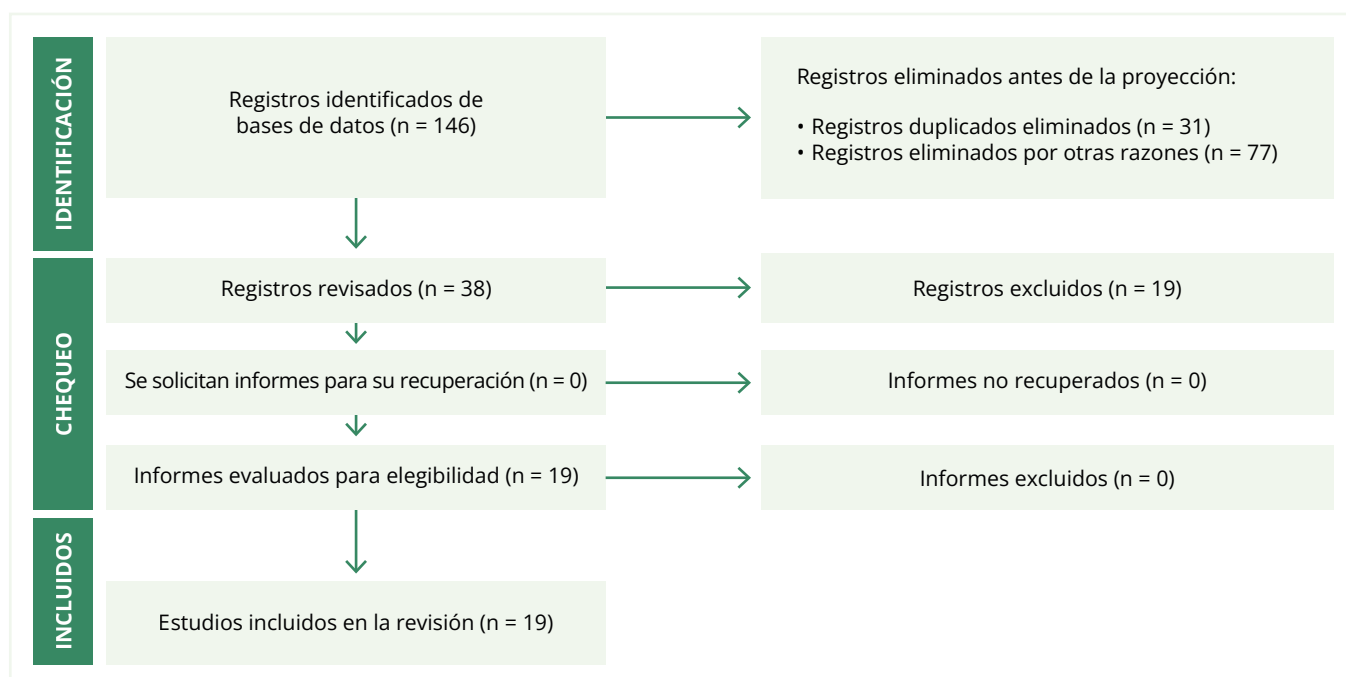 IDENTIFICACIÓN
Registros identificados de
bases de datos (n = 146)
Registros eliminados antes de la proyección:
• Registros duplicados eliminados (n = 31)
• Registros eliminados por otras razones (n = 77)
CHEQUEO
Registros revisados (n = 38)
Registros excluidos (n = 19)
Se solicitan informes para su recuperación (n = 0)
Informes no recuperados (n = 0)
Informes evaluados para elegibilidad (n = 19)
Informes excluidos (n = 0)
INCLUIDOS
Estudios incluidos en la revisión (n = 19)